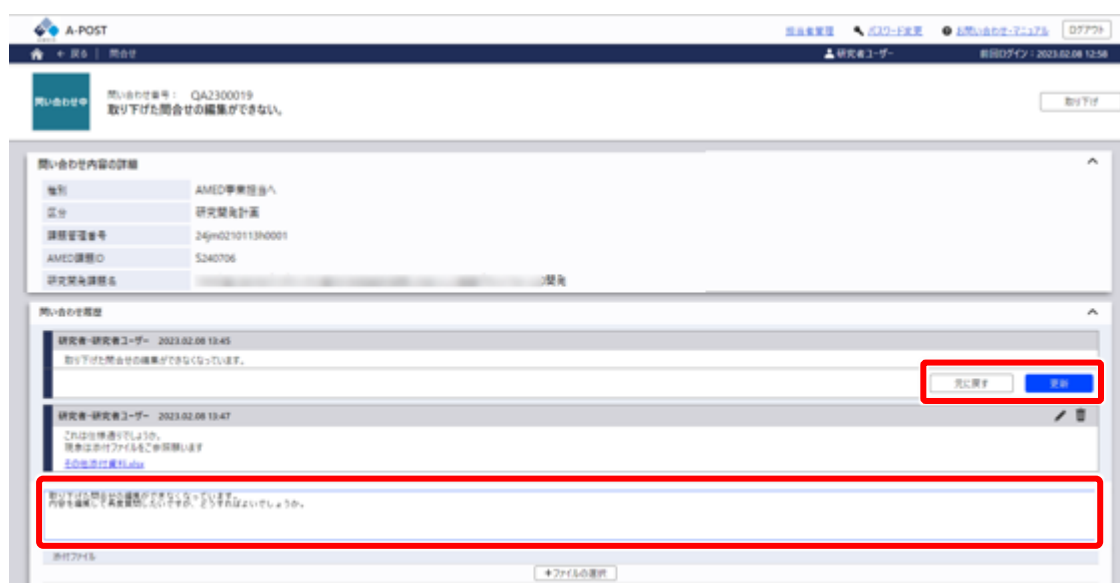 A-POST
担当者管理 パスワード変更 お問い合わせ・マニュアル ログアウト
← 戻る | 問合せ 研究者1-ユーザー 前回ログイン : 2023.02.08 12:58
問い合わせ中
問い合わせ番号 : QA2300019
取り下げた問合せの編集ができない。
取り下げ
問い合わせ内容の詳細
種別 AMED事業担当へ
区分 研究開発計画
課題管理番号 24jm0210113h0001
AMED課題ID S240706
研究開発課題名 開発
問い合わせ履歴
研究者-研究者ユーザー 2023.02.08 13:45
取り下げた問合せの編集ができなくなっています。
元に戻す 更新
研究者-研究者ユーザー 2023.02.08 13:47
これは仕様通りでしょうか。
現象は添付ファイルをご参照願います
その他添付資料.xlsx
取り下げた問合せの編集ができなくなっています。
内容を編集して再度質問したいですが、どうすればよいでしょうか。
添付ファイル
+ファイルの選択